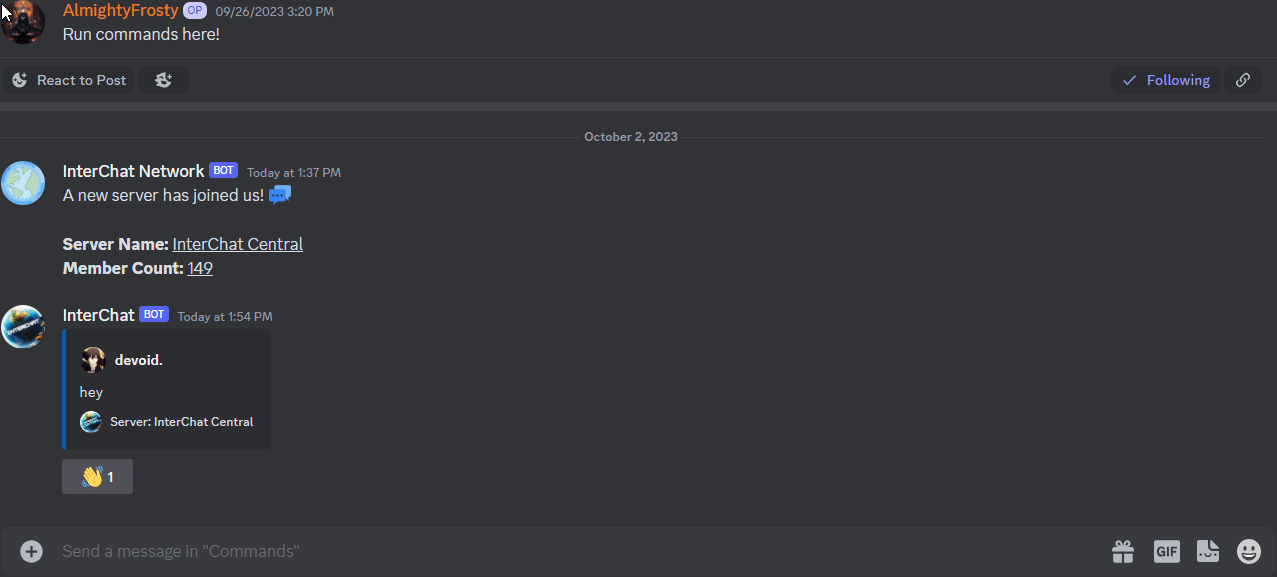 AlmightyFrosty OP 09/26/2023 3:20 PM
Run commands here!
React to Post
Following
October 2, 2023
InterChat Network BOT Today at 1:37 PM
A new server has joined us!
Server Name: InterChat Central
Member Count: 149
InterChat BOT Today at 1:54 PM
devoid.
hey
Server: InterChat Central
1
Send a message in "Commands"
GIF